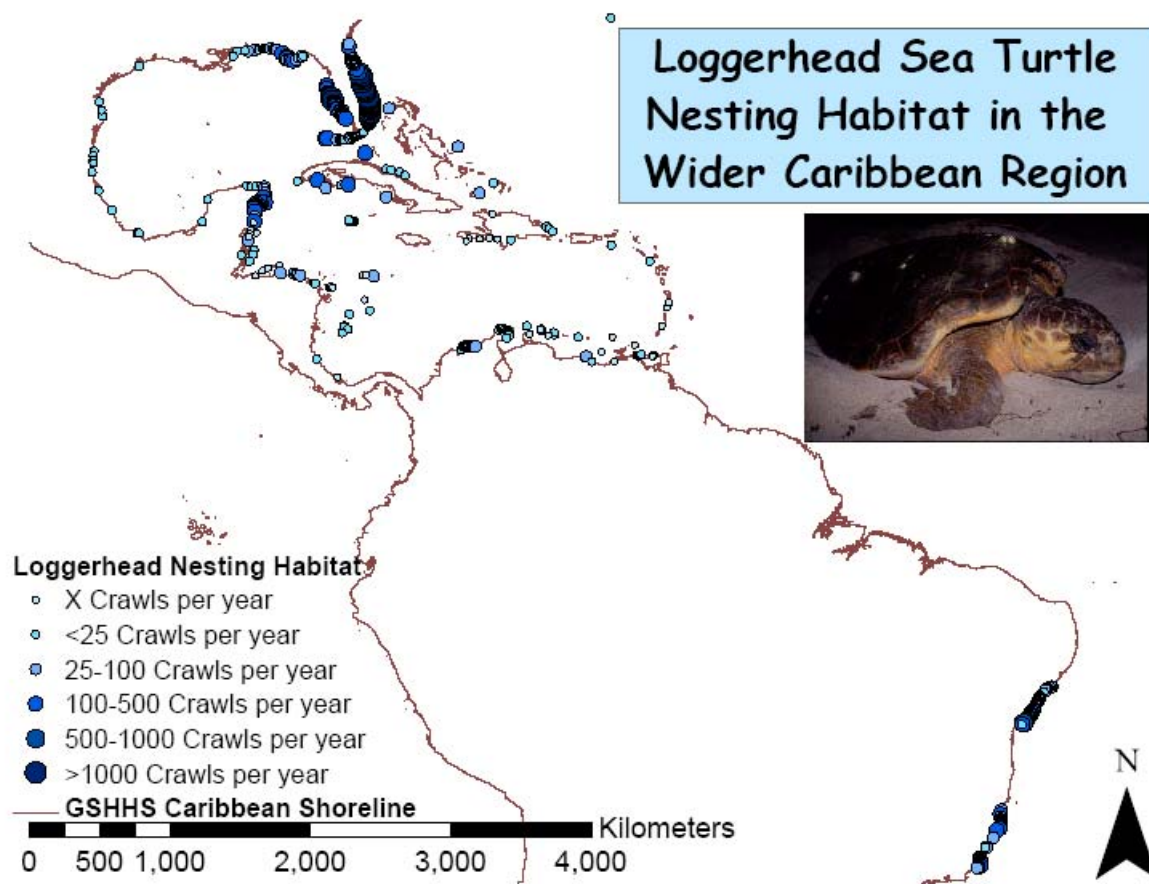 Loggerhead Sea Turtle
Nesting Habitat in the
Wider Caribbean Region
Loggerhead Nesting Habitat
X Crawls per year
<25 Crawls per year
25-100 Crawls per year
100-500 Crawls per year
500-1000 Crawls per year
>1000 Crawls per year
GSHHS Caribbean Shoreline
Kilometers
0 500 1,000 2,000 3,000 4,000
N